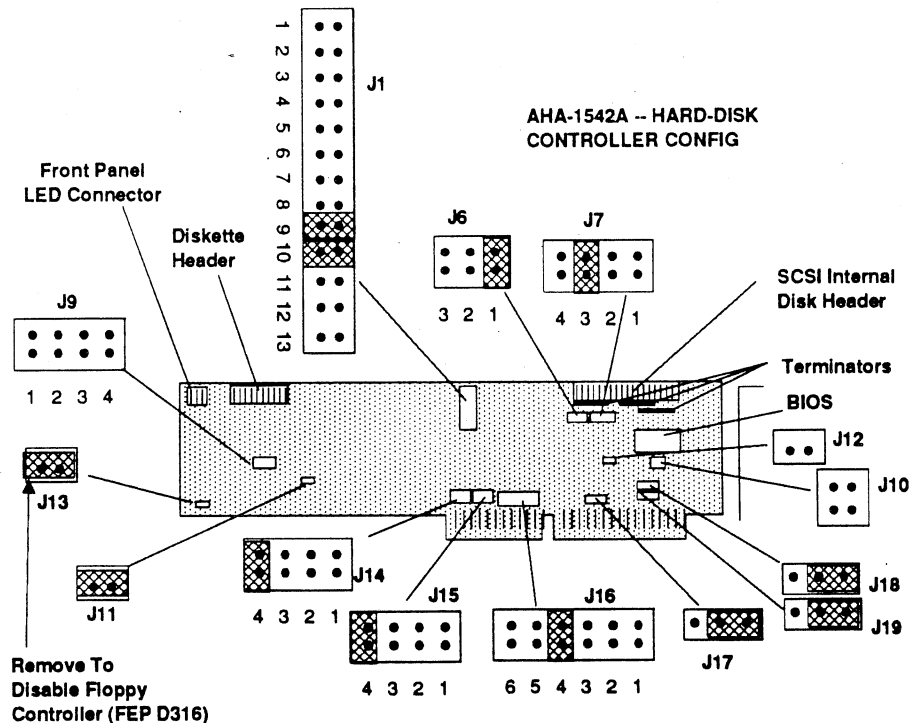 1
2
3
4
5
6
7
8
9
10
11
12
13
J1
AHA-1542A -- HARD-DISK
CONTROLLER CONFIG
Front Panel
LED Connector
Diskette
Header
J6
3 2 1
J7
4 3 2 1
SCSI Internal
Disk Header
J9
1 2 3 4
Terminators
BIOS
J12
J10
J13
J11
J14
4 3 2 1
J15
4 3 2 1
J16
6 5 4 3 2 1
J17
J18
J19
Remove To
Disable Floppy
Controller (FEP D316)